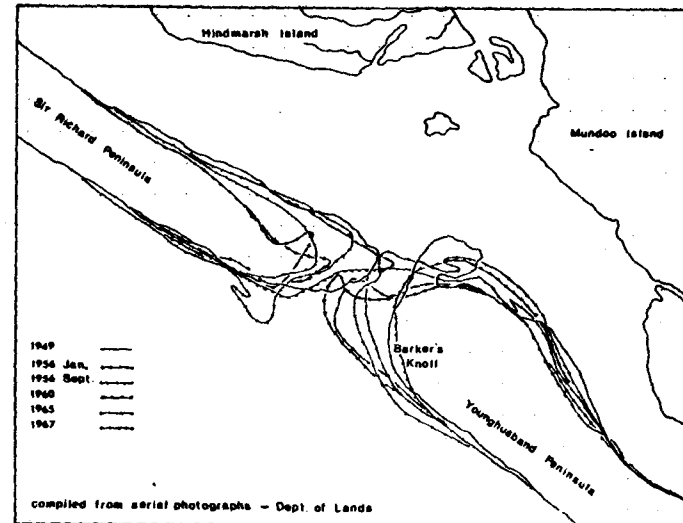 Hindmarsh Island
Sir Richard Peninsula
Mundoo Island
Barker's
Knoll
Younghusband Peninsula
1949
1956 Jan.
1956 Sept.
1960
1965
1967
compiled from aerial photographs – Dept. of Lands